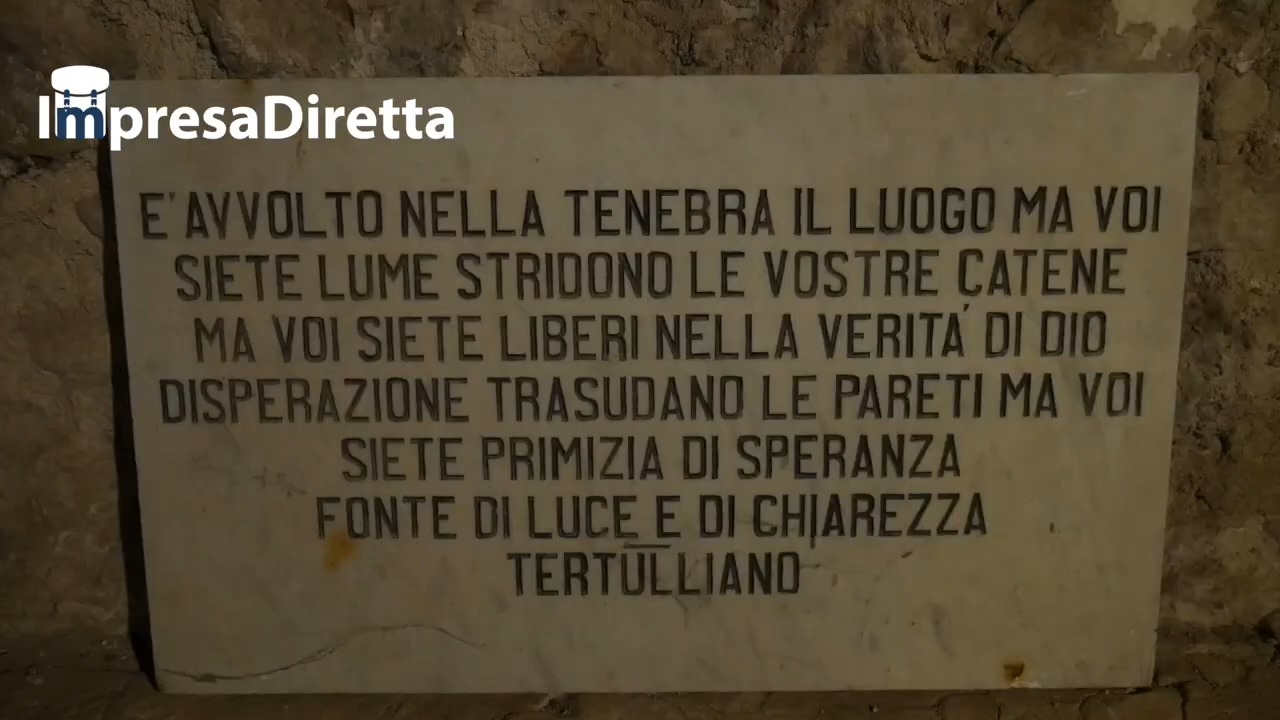 ImpresaDiretta
E' AVVOLTO NELLA TENEBRA IL LUOGO MA VOI
SIETE LUME STRIDONO LE VOSTRE CATENE
MA VOI SIETE LIBERI NELLA VERITA' DI DIO
DISPERAZIONE TRASUDANO LE PARETI MA VOI
SIETE PRIMIZIA DI SPERANZA
FONTE DI LUCE E DI CHIAREZZA
TERTULLIANO